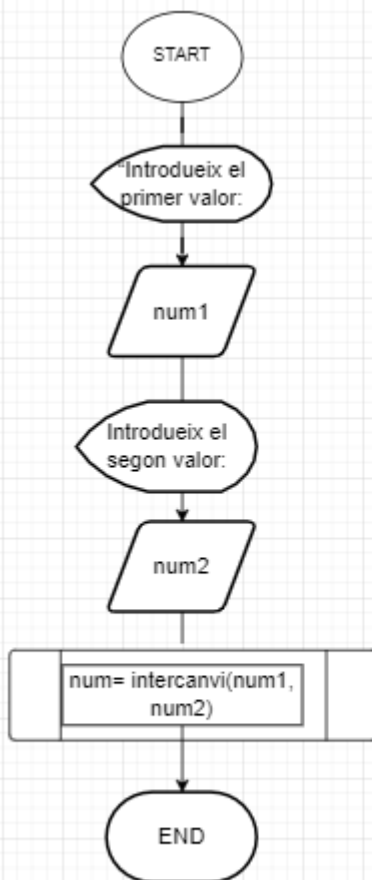 START
"Introdueix el
primer valor:
num1
Introdueix el
segon valor:
num2
num= intercanvi(num1,
num2)
END